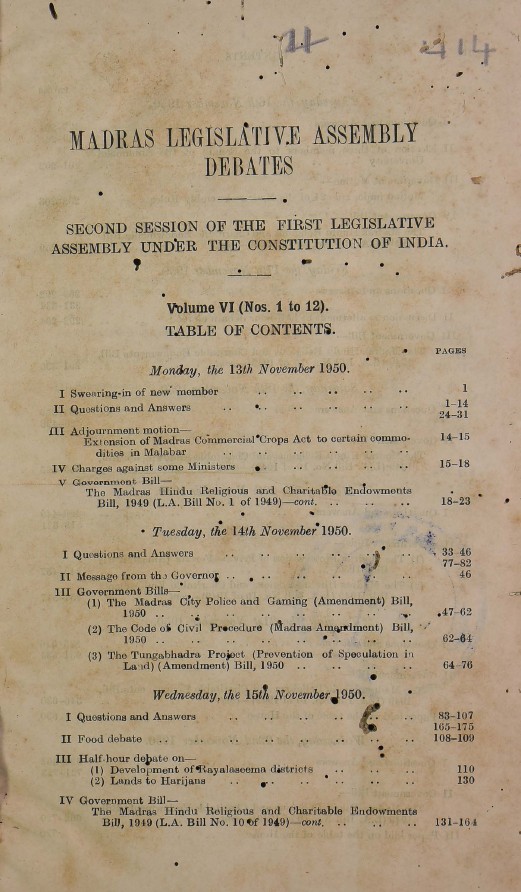 14
414
MADRAS LEGISLATIVE ASSEMBLY
DEBATES
SECOND SESSION OF THE FIRST LEGISLATIVE
ASSEMBLY UNDER THE CONSTITUTION OF INDIA.
Volume VI (Nos. 1 to 12).
TABLE OF CONTENTS.
PAGES
Monday, the 13th November 1950.
I Swearing-in of new member .. .. .. .. .. 1
II Questions and Answers .. .. .. .. .. .. 1-14
24-31
III Adjournment motion—
Extension of Madras Commercial Crops Act to certain commo- 14-15
dities in Malabar .. .. .. .. .. ..
IV Charges against some Ministers .. .. .. .. .. 15-18
V Government Bill—
The Madras Hindu Religious and Charitable Endowments
Bill, 1949 (L.A. Bill No. 1 of 1949)—cont. .. .. .. 18-23
Tuesday, the 14th November 1950.
I Questions and Answers .. .. .. .. .. .. 33-46
77-82
II Message from the Governor .. .. .. .. .. .. 46
III Government Bills—
(1) The Madras City Police and Gaming (Amendment) Bill,
1950 .. .. .. .. .. .. .. .. 47-62
(2) The Code of Civil Procedure (Madras Amendment) Bill,
1950 .. .. .. .. .. .. .. .. 62-64
(3) The Tungabhadra Project (Prevention of Speculation in
Land) (Amendment) Bill, 1950 .. .. .. .. 64-76
Wednesday, the 15th November 1950.
I Questions and Answers .. .. .. .. .. .. 83-107
165-175
II Food debate .. .. .. .. .. .. .. 108-109
III Half-hour debate on—
(1) Development of Rayalaseema districts .. .. .. 110
(2) Lands to Harijans .. .. .. .. .. 130
IV Government Bill—
The Madras Hindu Religious and Charitable Endowments
Bill, 1949 (L.A. Bill No. 10 of 1949)—cont. .. .. .. 131-164